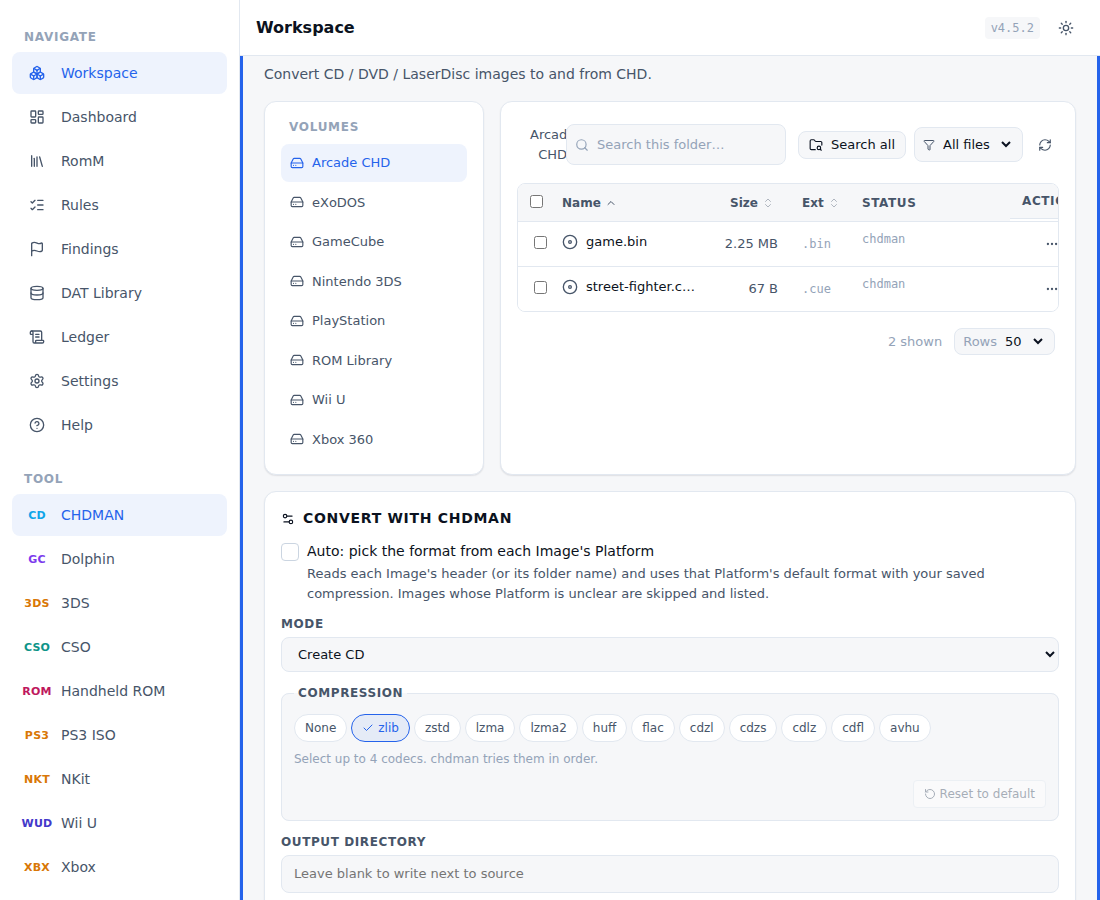 NAVIGATE
Workspace
Dashboard
RomM
Rules
Findings
DAT Library
Ledger
Settings
Help
TOOL
CD CHDMAN
GC Dolphin
3DS 3DS
CSO CSO
ROM Handheld ROM
PS3 PS3 ISO
NKT NKit
WUD Wii U
XBX Xbox
Workspace
v4.5.2
Convert CD / DVD / LaserDisc images to and from CHD.
VOLUMES
Arcade CHD
eXoDOS
GameCube
Nintendo 3DS
PlayStation
ROM Library
Wii U
Xbox 360
Arcad
CHD
Search this folder…
Search all
All files
Name Size Ext STATUS ACTIC
game.bin 2.25 MB .bin chdman ...
street-fighter.c… 67 B .cue chdman ...
2 shown Rows 50
CONVERT WITH CHDMAN
Auto: pick the format from each Image's Platform
Reads each Image's header (or its folder name) and uses that Platform's default format with your saved
compression. Images whose Platform is unclear are skipped and listed.
MODE
Create CD
COMPRESSION
None zlib zstd lzma lzma2 huff flac cdzl cdzs cdlz cdfl avhu
Select up to 4 codecs. chdman tries them in order.
Reset to default
OUTPUT DIRECTORY
Leave blank to write next to source